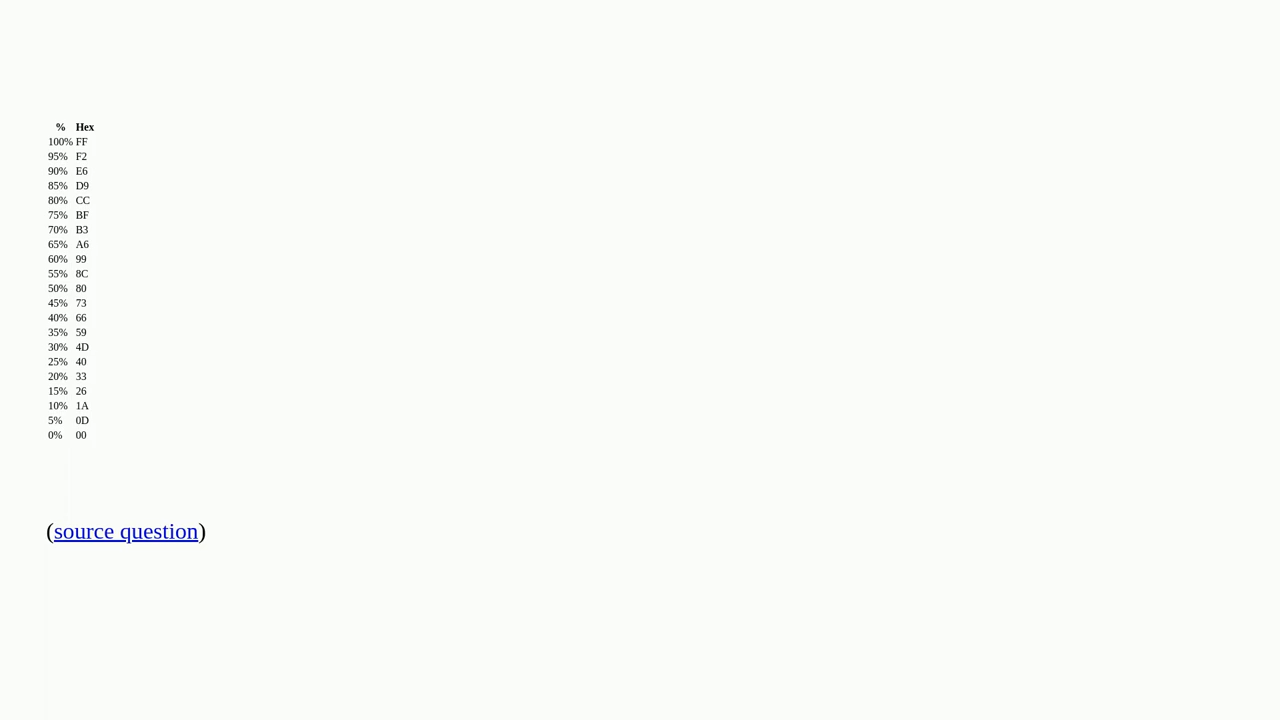 % Hex
100% FF
95% F2
90% E6
85% D9
80% CC
75% BF
70% B3
65% A6
60% 99
55% 8C
50% 80
45% 73
40% 66
35% 59
30% 4D
25% 40
20% 33
15% 26
10% 1A
5% 0D
0% 00
(source question)